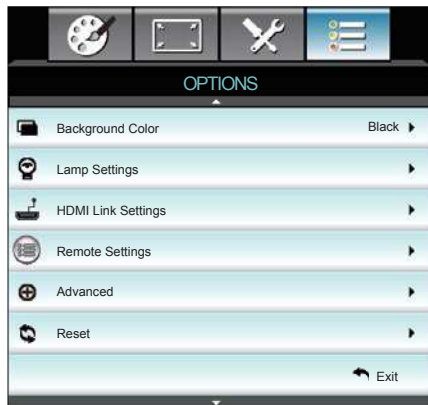 OPTIONS
Background Color Black
Lamp Settings
HDMI Link Settings
Remote Settings
Advanced
Reset
Exit